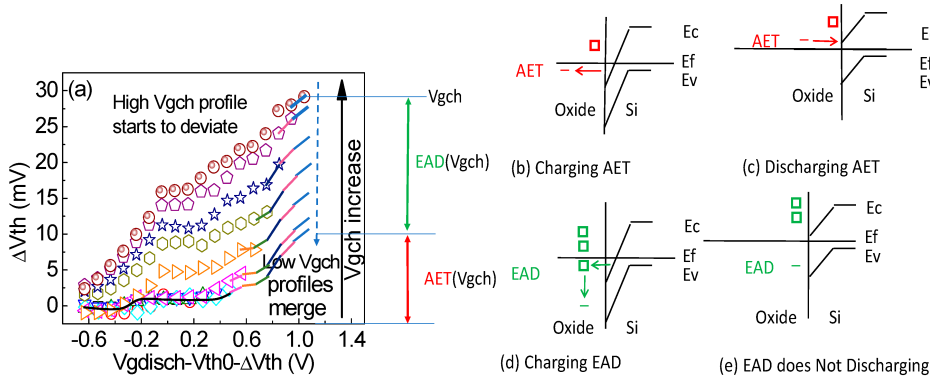 (a)
High Vgch profile
starts to deviate
Low Vgch
profiles
merge
Vgch increase
ΔVth (mV)
30
25
20
15
10
5
0
-0.6
-0.2
0.2
0.6
1.0
1.4
Vgdisch-Vth0-ΔVth (V)
Vgch
EAD(Vgch)
AET(Vgch)
AET
Ec
Ef
Ev
Oxide
Si
(b) Charging AET
AET
E
Ef
Ev
Oxide
Si
(c) Discharging AET
EAD
Ec
Ef
Ev
Oxide
Si
(d) Charging EAD
EAD
Ec
Ef
Ev
Oxide
Si
(e) EAD does Not Discharging